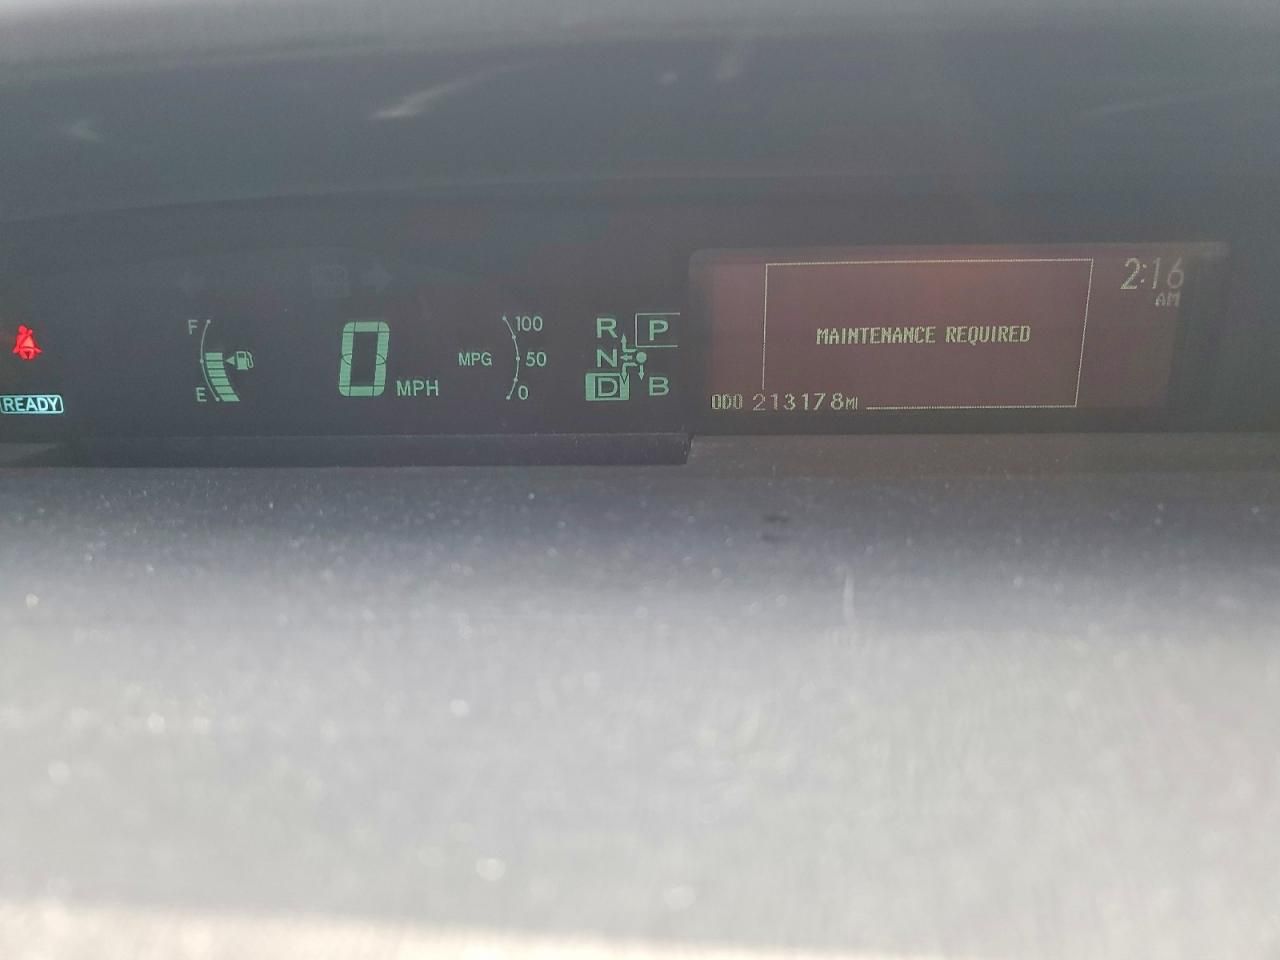 2:16
AM
F
E
READY
0
MPH
MPG
100
50
0
R
P
N
D
B
MAINTENANCE REQUIRED
ODO 213178MI